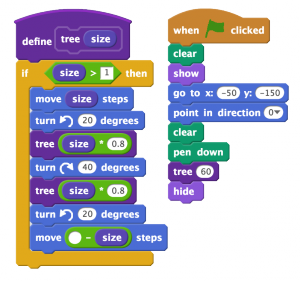 define tree size
if size > 1 then
move size steps
turn 20 degrees
tree size * 0.8
turn 40 degrees
tree size * 0.8
turn 20 degrees
move - size steps
when clicked
clear
show
go to x: -50 y: -150
point in direction 0
clear
pen down
tree 60
hide